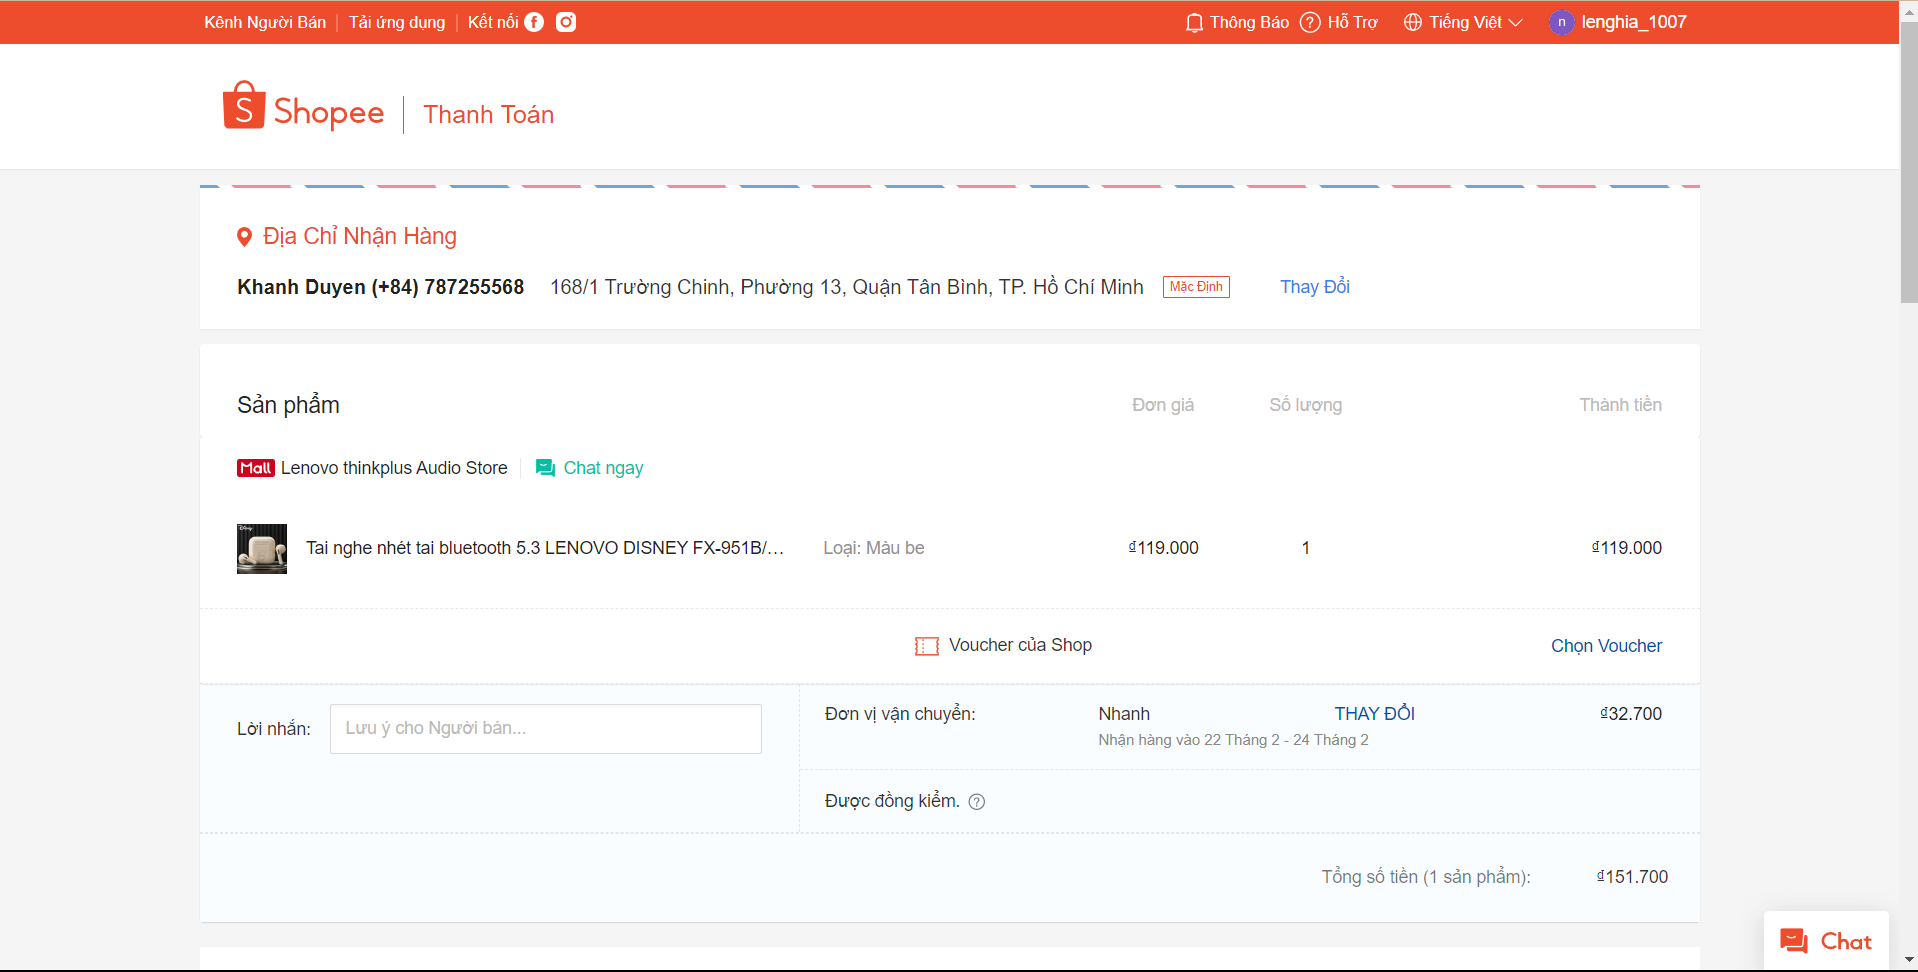 Kênh Người Bán Tải ứng dụng Kết nối Thông Báo Hỗ Trợ Tiếng Việt n lenghia_1007
S Shopee Thanh Toán
Địa Chỉ Nhận Hàng
Khanh Duyen (+84) 787255568 168/1 Trường Chinh, Phường 13, Quận Tân Bình, TP. Hồ Chí Minh Mặc Định Thay Đổi
Sản phẩm Đơn giá Số lượng Thành tiền
Mall Lenovo thinkplus Audio Store Chat ngay
Disney
Tai nghe nhét tai bluetooth 5.3 LENOVO DISNEY FX-951B/... Loại: Màu be ₫119.000 1 ₫119.000
Voucher của Shop Chọn Voucher
Lời nhắn: Lưu ý cho Người bán... Đơn vị vận chuyển: Nhanh THAY ĐỔI ₫32.700
Nhận hàng vào 22 Tháng 2 - 24 Tháng 2
Được đồng kiểm. ?
Tổng số tiền (1 sản phẩm): ₫151.700
Chat